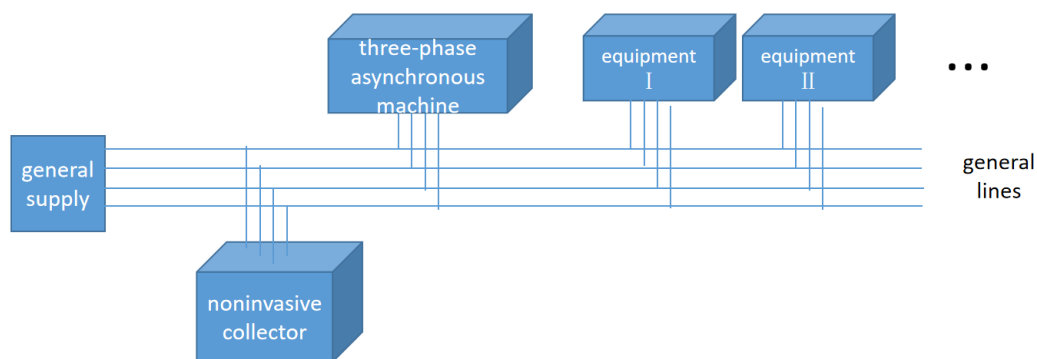 three-phase
asynchronous
machine
equipment
I
equipment
II
...
general
supply
general
lines
noninvasive
collector